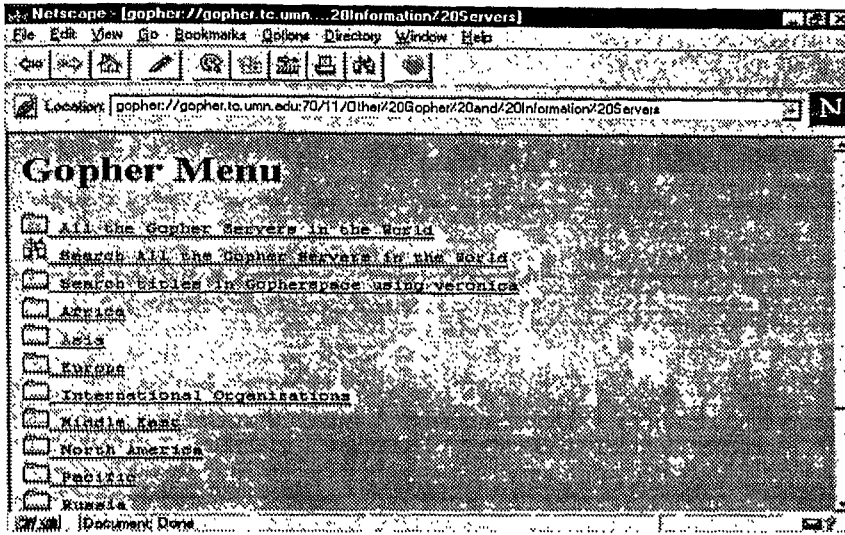 Netscape - [gopher://gopher.tc.umn....20Information%20Servers]
File Edit View Go Bookmarks Options Directory Window Help
Location: gopher://gopher.tc.umn.edu:70/11/Other%20Gopher%20and%20Information%20Servers
N
Gopher Menu
All the Gopher Servers in the World
Search All the Gopher Servers in the World
Search titles in Gopherspace using veronica
Africa
Asia
Europe
International Organizations
Middle East
North America
Pacific
Russia
Document: Done